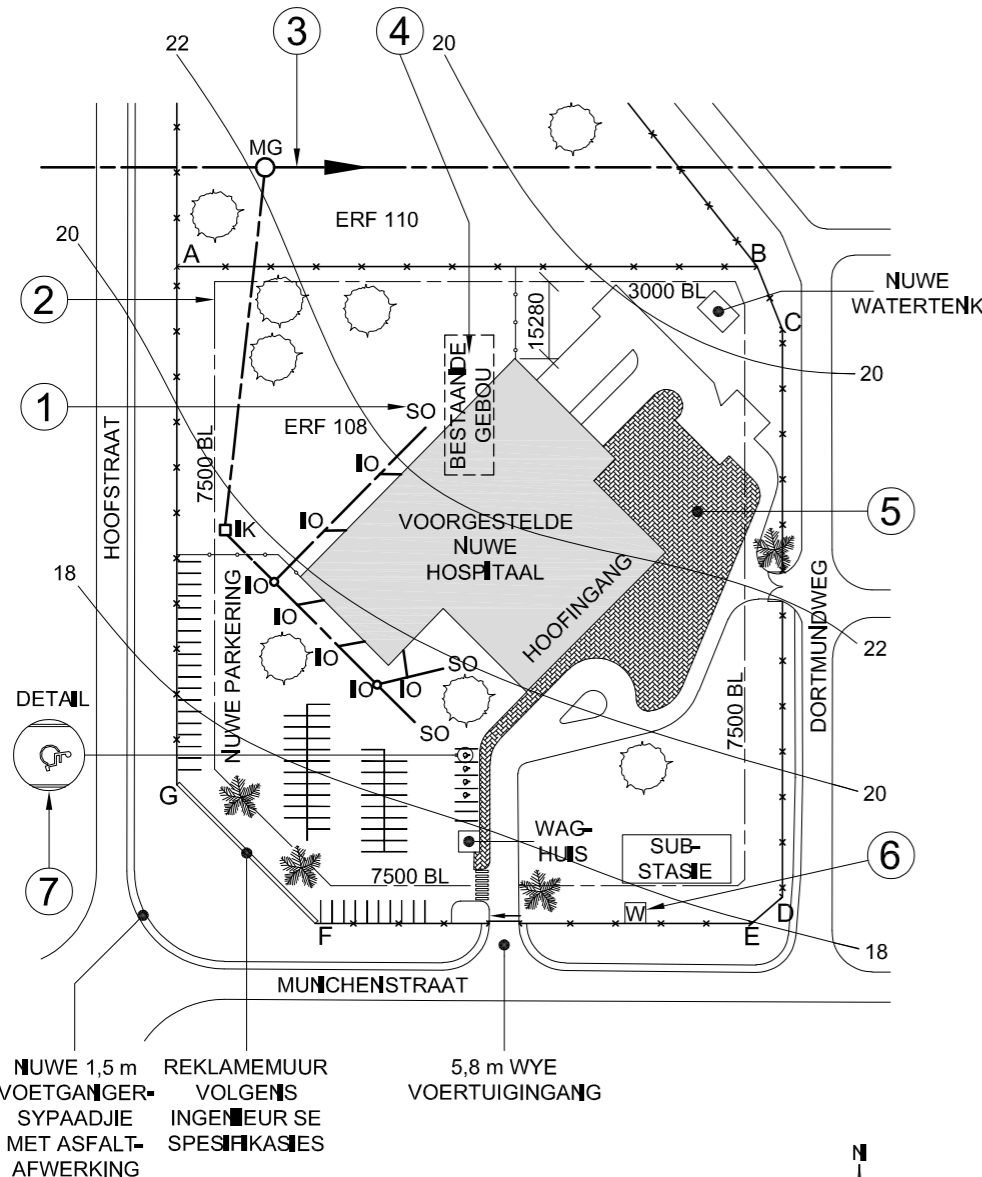 3
4
22
20
MG
ERF 110
20
A
B
3000 BL
NUWE
WATERTENK
2
C
15280
BESTAANDE
GEBOU
20
1
SO
ERF 108
HOOFSTRAAT
7500 BL
IO
IO
VOORGESTELDE
NUWE
HOSPITAAL
5
IK
18
IO
IO
HOOFINGANG
DORTMUNDWEG
NUWE PARKERING
IO
IO
IO
SO
22
SO
DETAIL
7500 BL
20
G
WAG-
HUIS
SUB-
STASIE
6
7
7500 BL
W
D
F
E
18
MUNCHENSTRAAT
NUWE 1,5 m
VOETGANGER-
SYPAADJIE
MET ASFALT-
AFWERKING
REKLAMEMUUR
VOLGENS
INGENIEUR SE
SPESIFIKASIES
5,8 m WYE
VOERTUIGINGANG
N